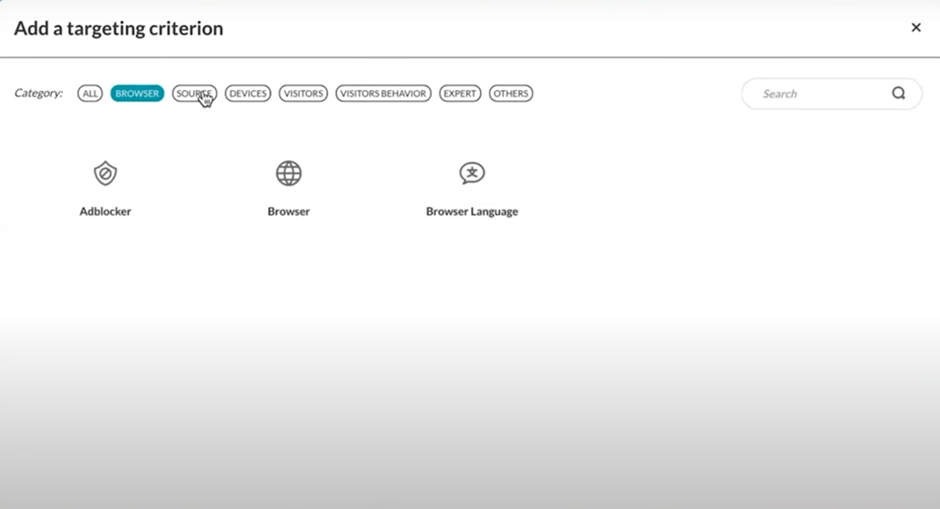 Add a targeting criterion
Category: ALL BROWSER SOURCE DEVICES VISITORS VISITORS BEHAVIOR EXPERT OTHERS Search
Adblocker Browser Browser Language